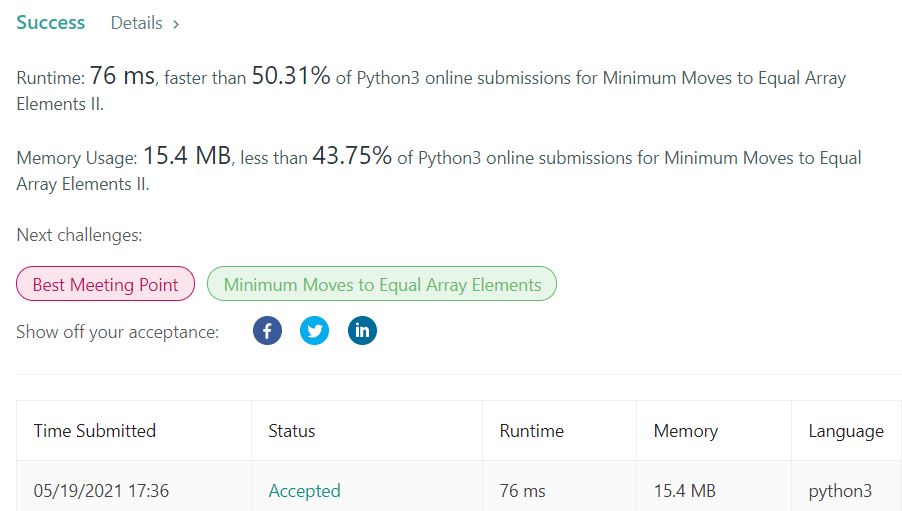 Success Details >
Runtime: 76 ms, faster than 50.31% of Python3 online submissions for Minimum Moves to Equal Array
Elements II.
Memory Usage: 15.4 MB, less than 43.75% of Python3 online submissions for Minimum Moves to Equal
Array Elements II.
Next challenges:
Best Meeting Point Minimum Moves to Equal Array Elements
Show off your acceptance: f in
Time Submitted Status Runtime Memory Language
05/19/2021 17:36 Accepted 76 ms 15.4 MB python3